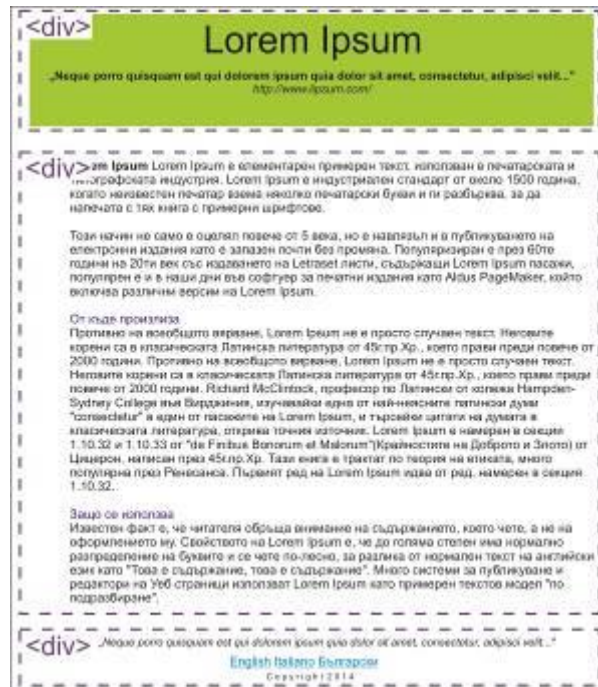 <div>
Lorem Ipsum
„Neque porro quisquam est qui dolorem ipsum quia dolor sit amet, consectetur, adipisci velit..."
http://www.lipsum.com/
<div>
em Ipsum Lorem Ipsum е елементарен примерен текст, използван в печатарската и
типографската индустрия. Lorem Ipsum е индустриален стандарт от около 1500 година,
когато неизвестен печатар взема няколко печатарски букви и ги разбърква, за да
напечата с тях книга с примерни шрифтове.
Този начин не само е оцелял повече от 5 века, но е навлязъл и в публикуването на
електронни издания като е запазен почти без промяна. Популяризиран е през 60те
години на 20ти век със издаването на Letraset листи, съдържащи Lorem Ipsum пасажи,
популярен е и в наши дни във софтуер за печатни издания като Aldus PageMaker, който
включва различни версии на Lorem Ipsum.
От къде произлиза
Противно на всеобщото вярване, Lorem Ipsum не е просто случаен текст. Неговите
корени са в класическата Латинска литература от 45г.пр.Хр., което прави преди повече от
2000 години. Противно на всеобщото вярване, Lorem Ipsum не е просто случаен текст.
Неговите корени са в класическата Латинска литература от 45г.пр.Хр., което прави преди
повече от 2000 години. Richard McClintock, професор по Латински от колежа Hampden-
Sydney College във Вирджиния, изучавайки една от най-неясните латински думи
"consectetur" в един от пасажите на Lorem Ipsum, и търсейки цитати на думата в
класическата литература, открива точния източник. Lorem Ipsum е намерен в секции
1.10.32 и 1.10.33 от "de Finibus Bonorum et Malorum"(Крайностите на Доброто и Злото) от
Цицерон, написан през 45г.пр.Хр. Тази книга е трактат по теория на етиката, много
популярна през Ренесанса. Първият ред на Lorem Ipsum идва от ред, намерен в секция
1.10.32.
Защо се използва
Известен факт е, че читателя обръща внимание на съдържанието, което чете, а не на
оформлението му. Свойството на Lorem Ipsum е, че до голяма степен има нормално
разпределение на буквите и се чете по-лесно, за разлика от нормален текст на английски
език като "Това е съдържание, това е съдържание". Много системи за публикуване и
редактори на Уеб страници използват Lorem Ipsum като примерен текстов модел "по
подразбиране".
<div>
„Neque porro quisquam est qui dolorem ipsum quia dolor sit amet, consectetur, adipisci velit..."
English Italiano Български
Copyright2014